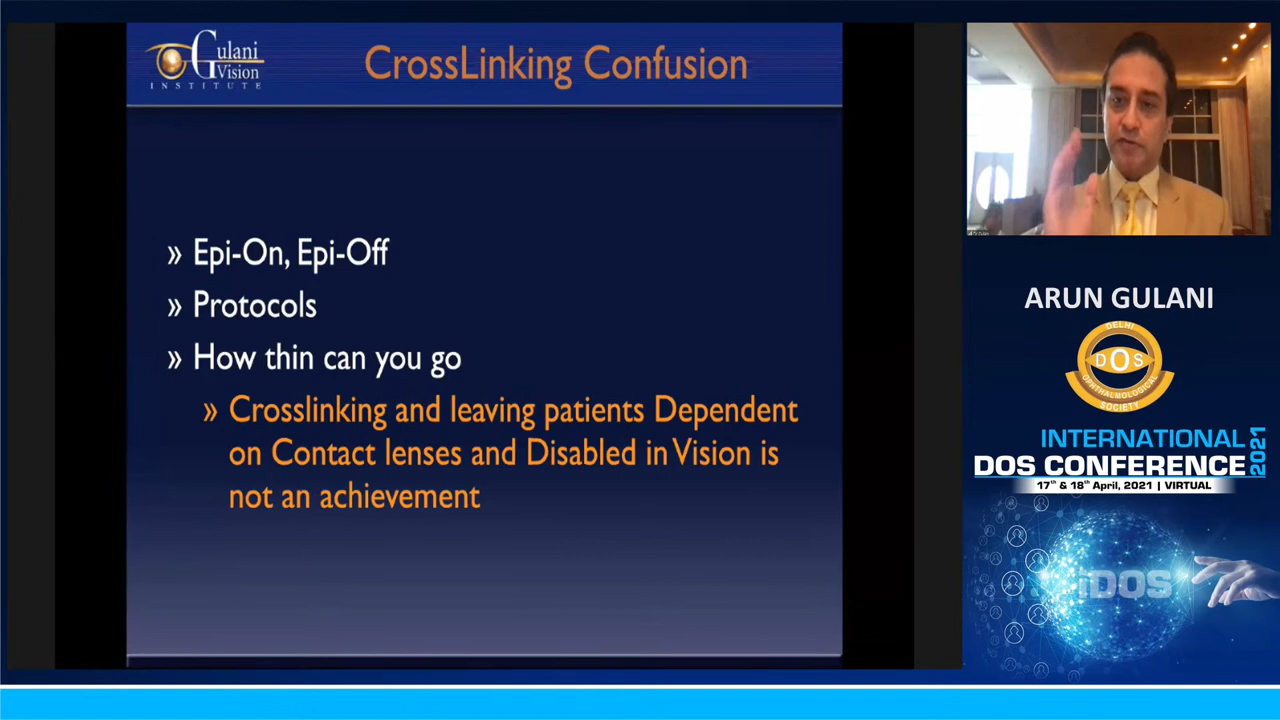 Gulani
Vision
INSTITUTE
CrossLinking Confusion
» Epi-On, Epi-Off
» Protocols
» How thin can you go
» Crosslinking and leaving patients Dependent
on Contact lenses and Disabled in Vision is
not an achievement
ARUN GULANI
DELHI
DOS
OPHTHALMOLOGICAL
SOCIETY
INTERNATIONAL
DOS CONFERENCE
2021
17th & 18th April, 2021 | VIRTUAL
iDOS